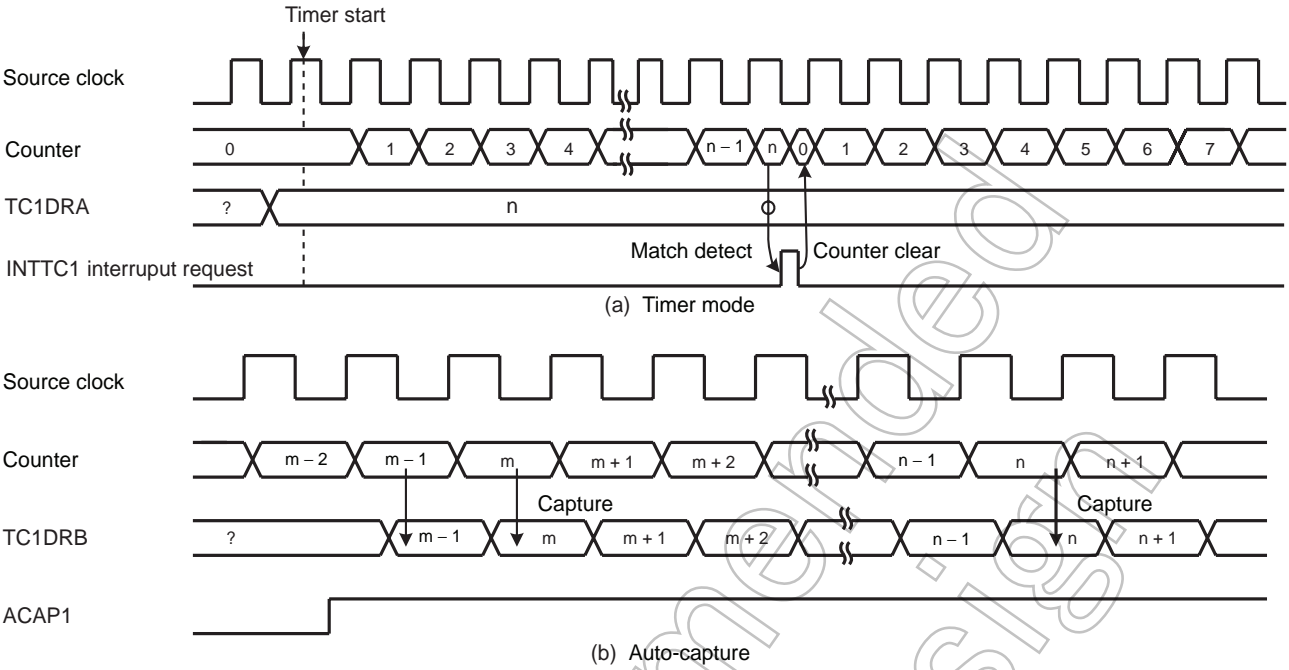 Timer start
Source clock
Counter 0 1 2 3 4 n – 1 n 0 1 2 3 4 5 6 7
TC1DRA ? n
Match detect Counter clear
INTTC1 interruput request
(a) Timer mode
Source clock
Counter m – 2 m – 1 m m + 1 m + 2 n – 1 n n + 1
Capture Capture
TC1DRB ? m – 1 m m + 1 m + 2 n – 1 n n + 1
ACAP1
(b) Auto-capture